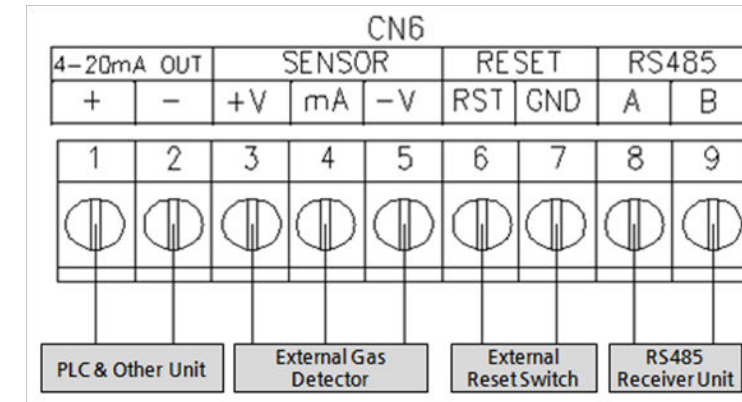 CN6
4-20mA OUT SENSOR RESET RS485
+ - +V mA -V RST GND A B
1 2 3 4 5 6 7 8 9
PLC & Other Unit External Gas Detector External Reset Switch RS485 Receiver Unit